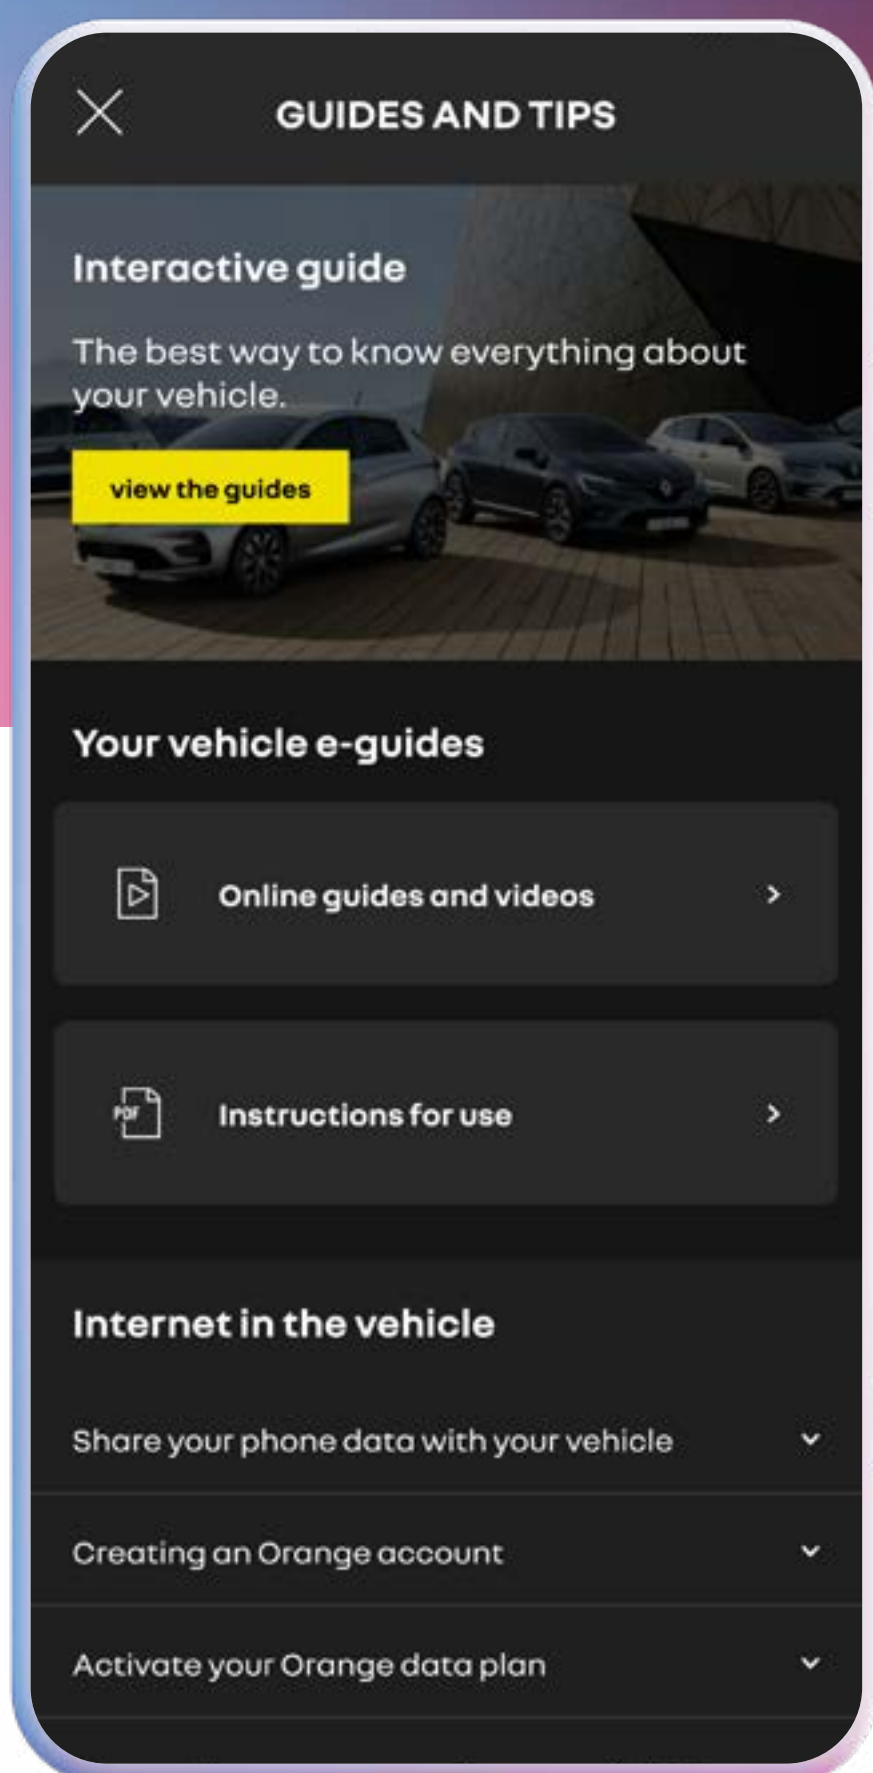 GUIDES AND TIPS
Interactive guide
The best way to know everything about
your vehicle.
view the guides
Your vehicle e-guides
Online guides and videos
PDF
Instructions for use
Internet in the vehicle
Share your phone data with your vehicle
Creating an Orange account
Activate your Orange data plan